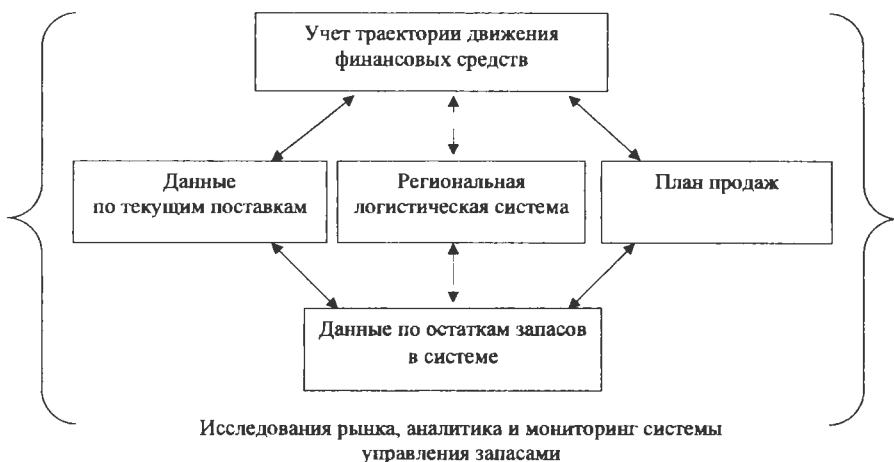 Учет траектории движения
финансовых средств
Данные
по текущим поставкам
Региональная
логистическая система
План продаж
Данные по остаткам запасов
в системе
Исследования рынка, аналитика и мониторинг системы
управления запасами